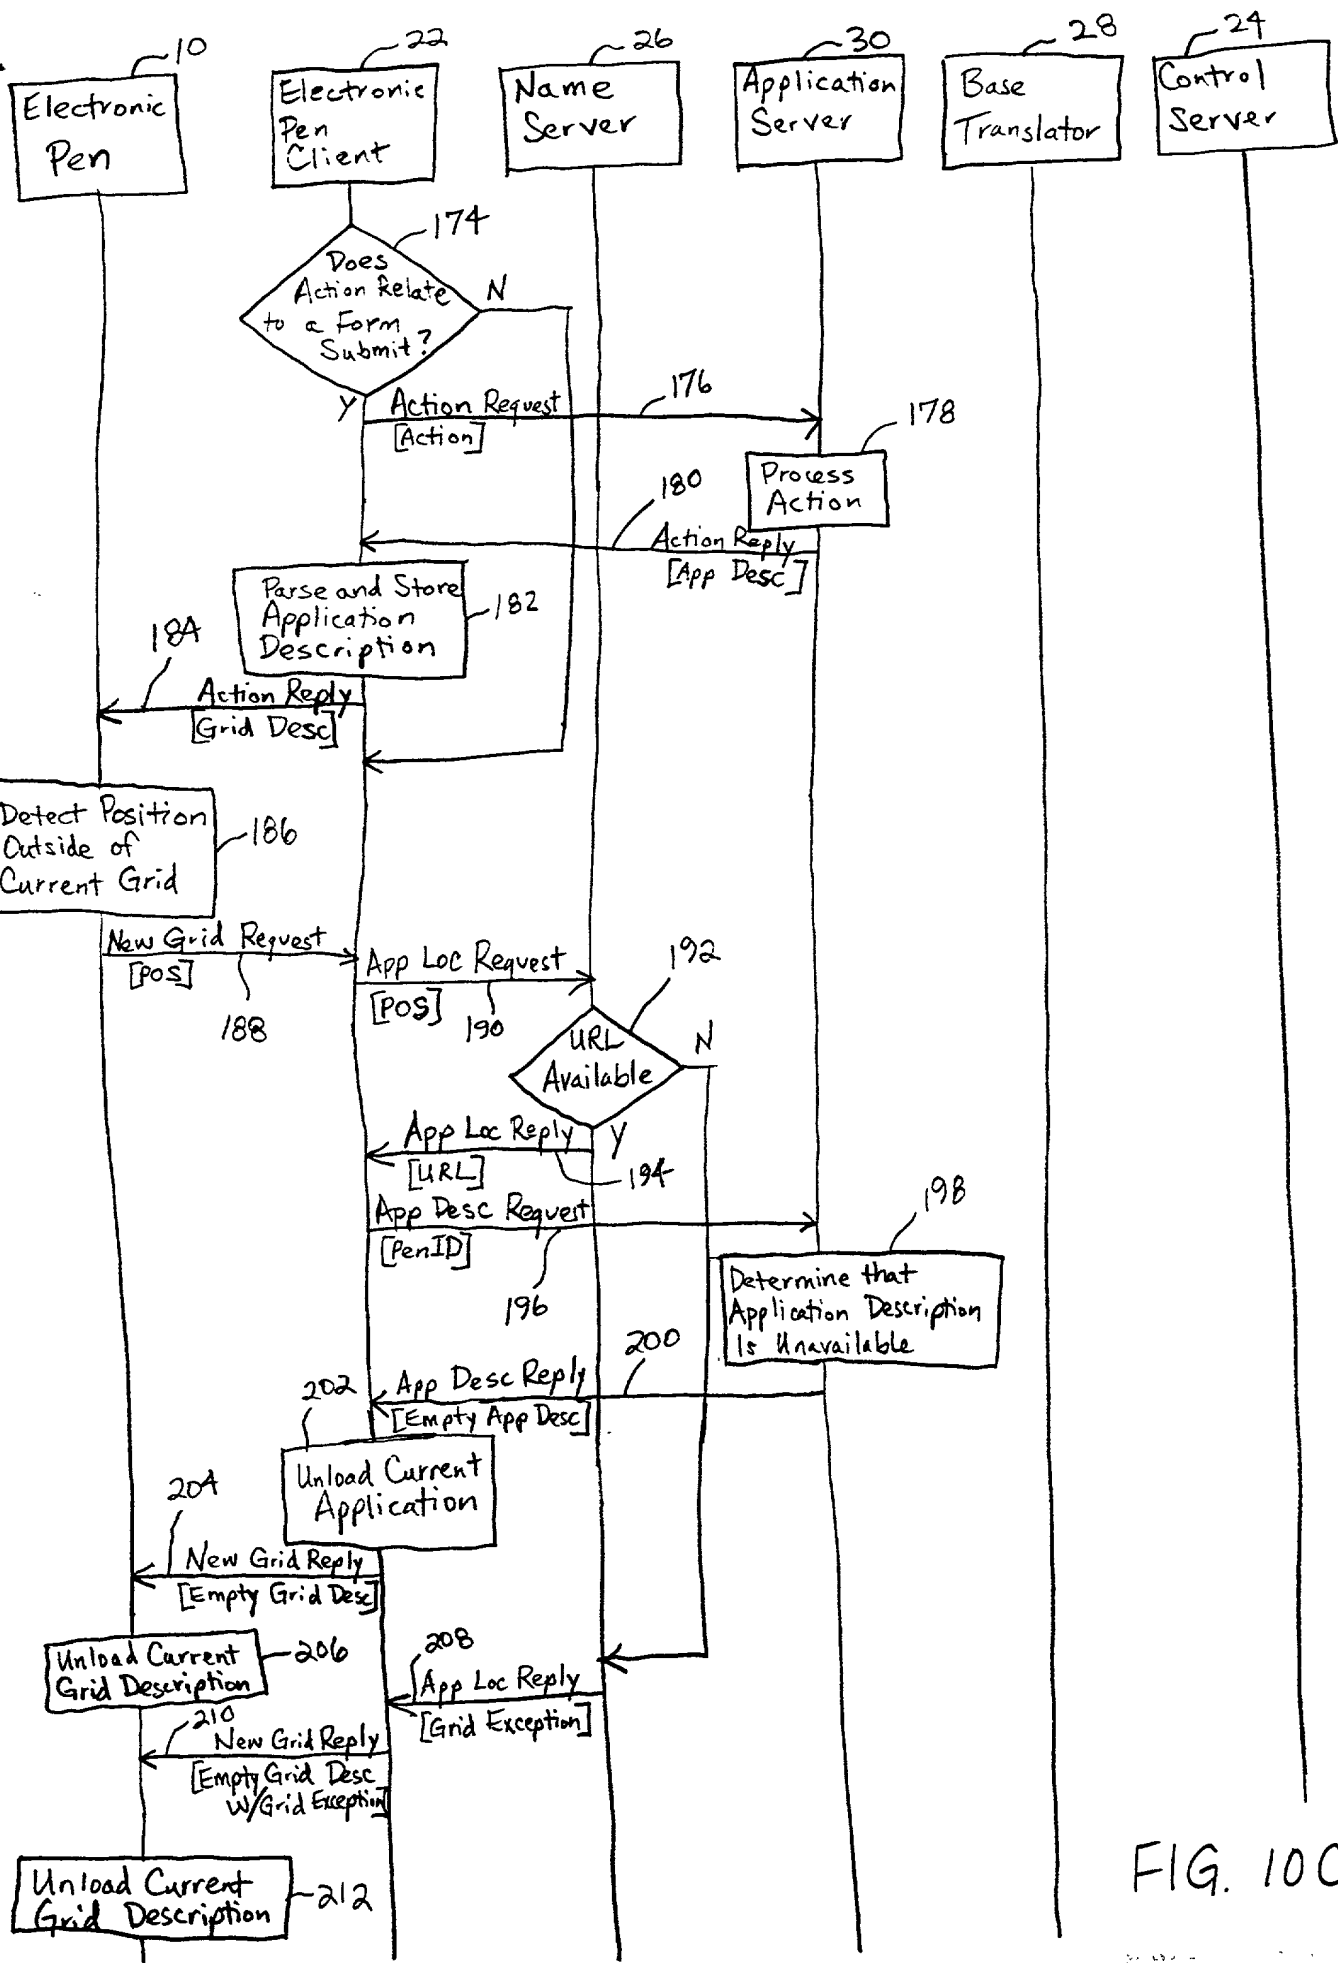 10
22
26
30
28
24
Electronic
Pen
Electronic
Pen
Client
Name
Server
Application
Server
Base
Translator
Control
Server
174
Does
Action Relate
to a Form
Submit?
N
Y
Action Request
[Action]
176
178
Process
Action
180
Action Reply
[App Desc]
Parse and Store
Application
Description
182
184
Action Reply
[Grid Desc]
Detect Position
Outside of
Current Grid
186
New Grid Request
[POS]
188
App Loc Request
[POS]
190
192
URL
Available
N
Y
App Loc Reply
[URL]
194
App Desc Request
[PenID]
196
198
Determine that
Application Description
Is Unavailable
200
App Desc Reply
[Empty App Desc]
202
Unload Current
Application
204
New Grid Reply
[Empty Grid Desc]
Unload Current
Grid Description
206
208
App Loc Reply
[Grid Exception]
210
New Grid Reply
[Empty Grid Desc
W/Grid Exception]
Unload Current
Grid Description
212
FIG. 10C